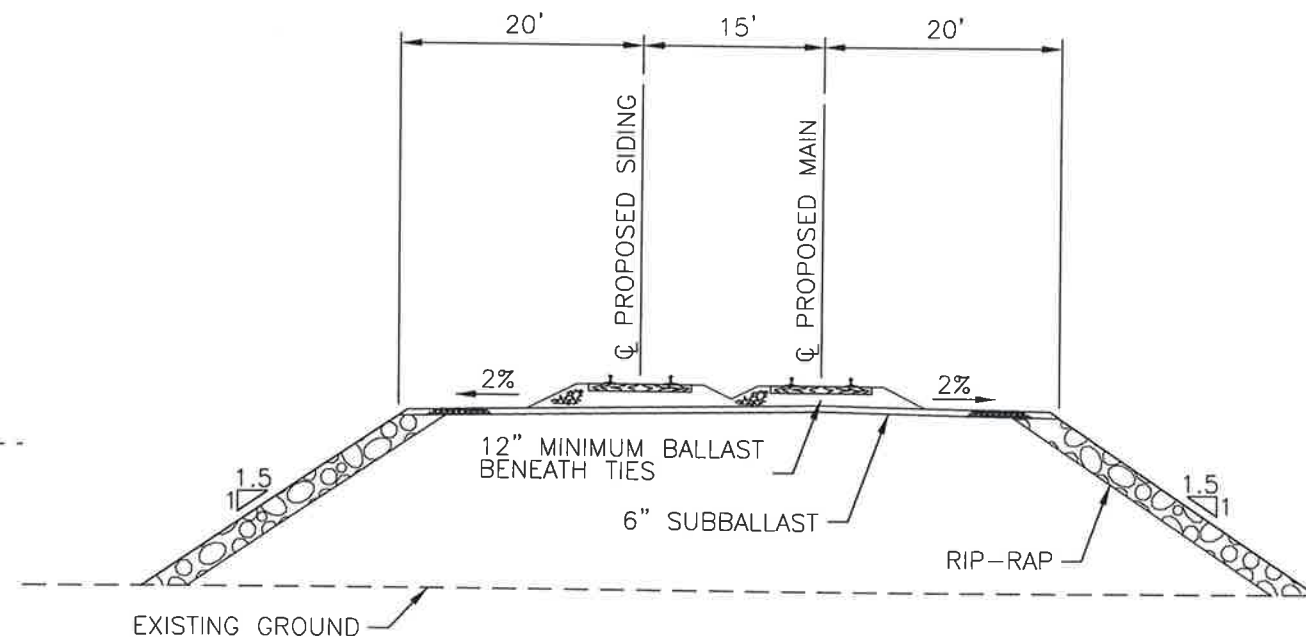 20'
15'
20'
℄ PROPOSED SIDING
℄ PROPOSED MAIN
2%
2%
12" MINIMUM BALLAST
BENEATH TIES
1.5
1
1.5
1
6" SUBBALLAST
RIP-RAP
EXISTING GROUND